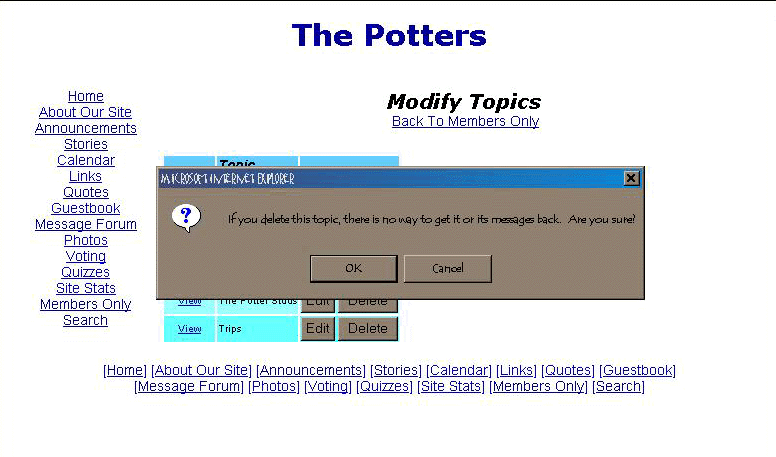 The Potters
Home
About Our Site
Announcements
Stories
Calendar
Links
Quotes
Guestbook
Message Forum
Photos
Voting
Quizzes
Site Stats
Members Only
Search
Modify Topics
Back To Members Only
Topic
MICROSOFT INTERNET EXPLORER
If you delete this topic, there is no way to get it or its messages back. Are you sure?
OK Cancel
View The Potter Studs Edit Delete
View Trips Edit Delete
[Home] [About Our Site] [Announcements] [Stories] [Calendar] [Links] [Quotes] [Guestbook]
[Message Forum] [Photos] [Voting] [Quizzes] [Site Stats] [Members Only] [Search]